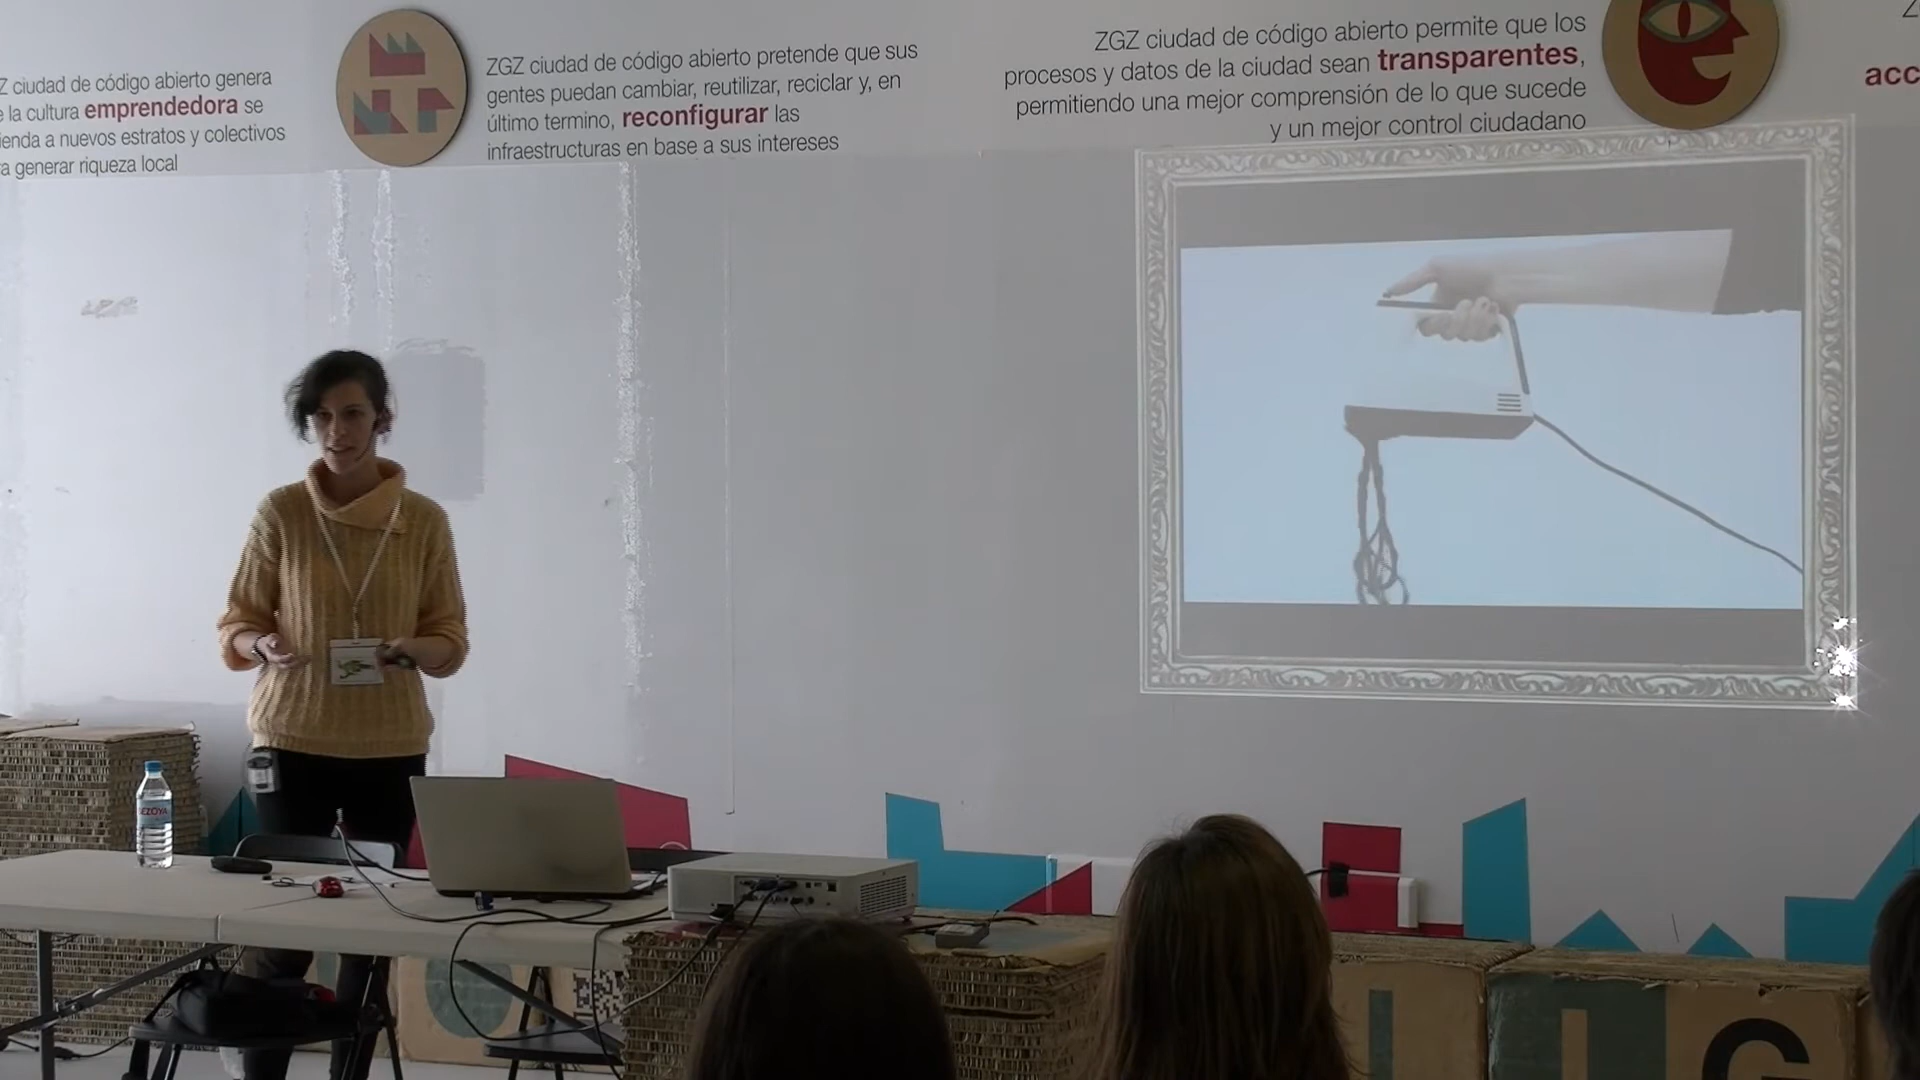 Z ciudad de código abierto genera
la cultura emprendedora se
ienda a nuevos estratos y colectivos
a generar riqueza local
ZGZ ciudad de código abierto pretende que sus
gentes puedan cambiar, reutilizar, reciclar y, en
último termino, reconfigurar las
infraestructuras en base a sus intereses
ZGZ ciudad de código abierto permite que los
procesos y datos de la ciudad sean transparentes,
permitiendo una mejor comprensión de lo que sucede
y un mejor control ciudadano
Z
acc
G